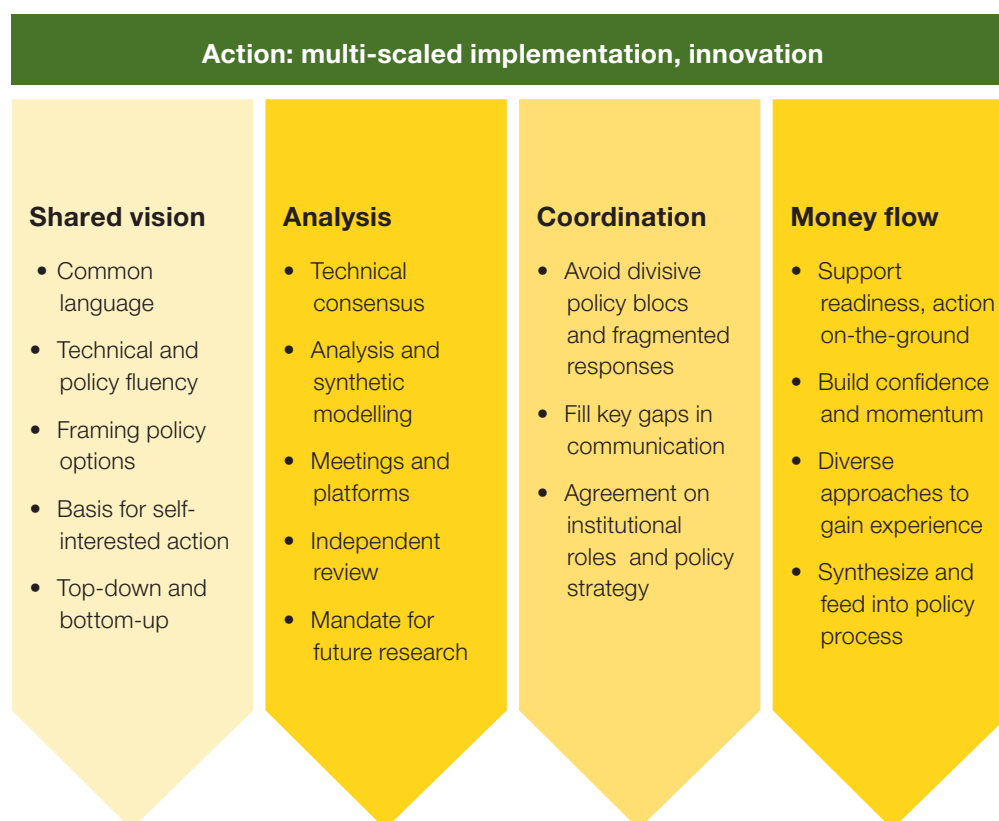 Action: multi-scaled implementation, innovation
Shared vision
• Common
language
• Technical and
policy fluency
• Framing policy
options
• Basis for self-
interested action
• Top-down and
bottom-up
Analysis
• Technical
consensus
• Analysis and
synthetic
modelling
• Meetings and
platforms
• Independent
review
• Mandate for
future research
Coordination
• Avoid divisive
policy blocs
and fragmented
responses
• Fill key gaps in
communication
• Agreement on
institutional
roles and policy
strategy
Money flow
• Support
readiness, action
on-the-ground
• Build confidence
and momentum
• Diverse
approaches to
gain experience
• Synthesize and
feed into policy
process